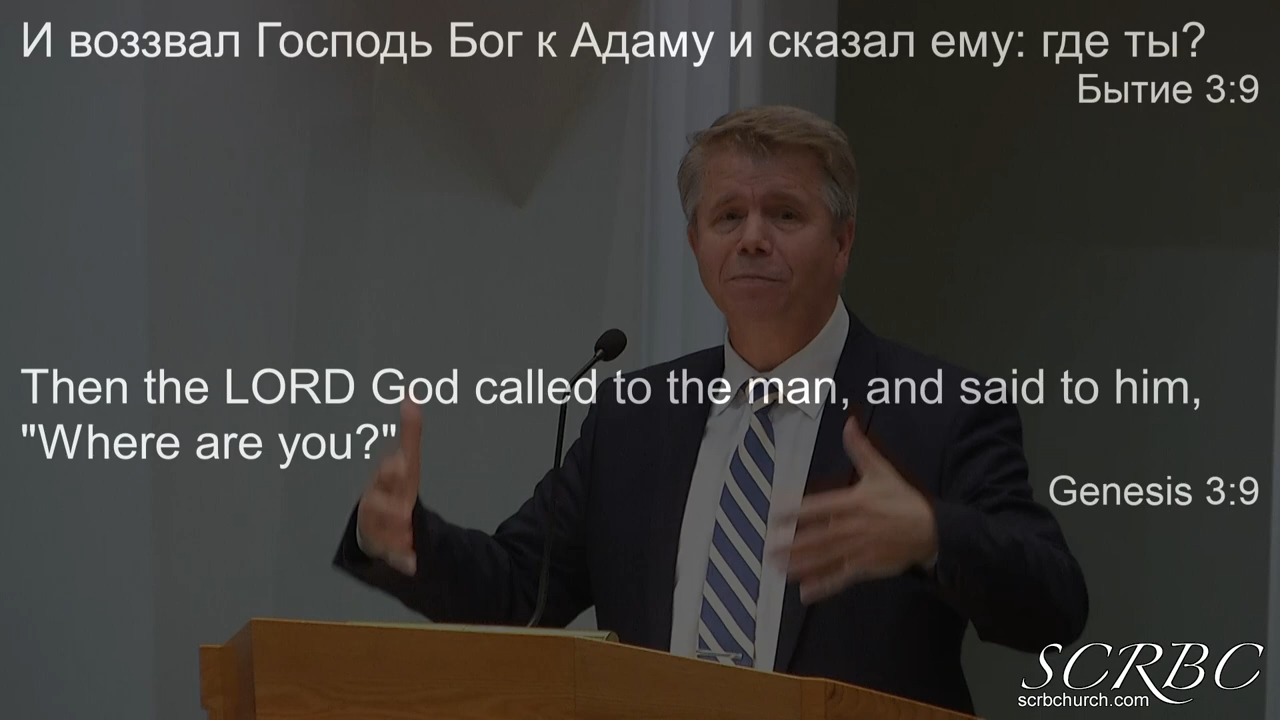 И воззвал Господь Бог к Адаму и сказал ему: где ты?
Бытие 3:9
Then the LORD God called to the man, and said to him,
"Where are you?"
Genesis 3:9
SCRBC
scrbchurch.com